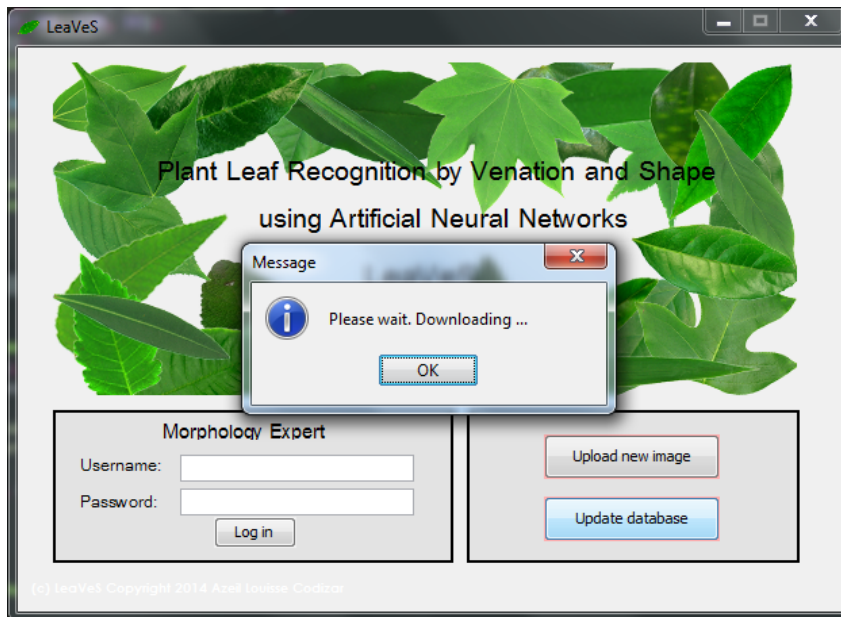 LeaVeS
Plant Leaf Recognition by Venation and Shape
using Artificial Neural Networks
LeaVeS
Message
Please wait. Downloading ...
OK
Morphology Expert
Username:
Password:
Log in
Upload new image
Update database
(c) LeaVeS Copyright 2014 Azeil Louisse Codizar